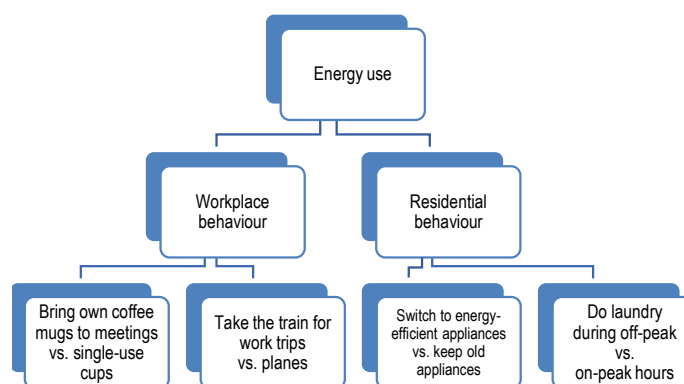 Energy use
Workplace
behaviour
Residential
behaviour
Bring own coffee
mugs to meetings
vs. single-use
cups
Take the train for
work trips
vs. planes
Switch to energy-
efficient appliances
vs. keep old
appliances
Do laundry
during off-peak
vs.
on-peak hours